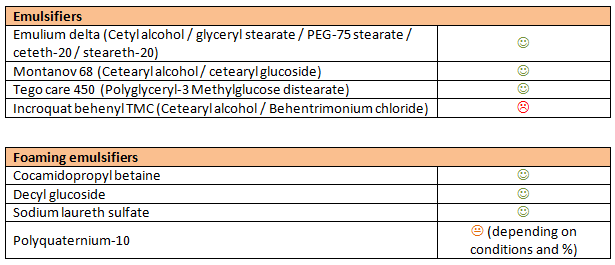 Emulsifiers
Emulium delta (Cetyl alcohol / glyceryl stearate / PEG-75 stearate /
ceteth-20 / steareth-20)
Montanov 68 (Cetearyl alcohol / cetearyl glucoside)
Tego care 450 (Polyglyceryl-3 Methylglucose distearate)
Incroquat behenyl TMC (Cetearyl alcohol / Behentrimonium chloride)
Foaming emulsifiers
Cocamidopropyl betaine
Decyl glucoside
Sodium laureth sulfate
Polyquaternium-10
(depending on
conditions and %)